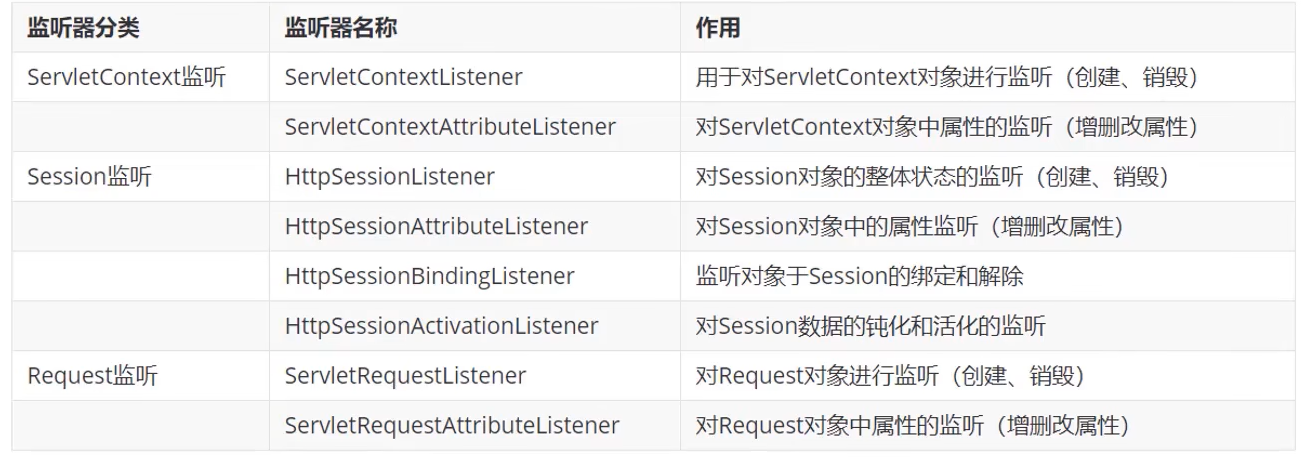 监听器分类 监听器名称 作用
ServletContext监听 ServletContextListener 用于对ServletContext对象进行监听（创建、销毁）
ServletContextAttributeListener 对ServletContext对象中属性的监听（增删改属性）
Session监听 HttpSessionListener 对Session对象的整体状态的监听（创建、销毁）
HttpSessionAttributeListener 对Session对象中的属性监听（增删改属性）
HttpSessionBindingListener 监听对象于Session的绑定和解除
HttpSessionActivationListener 对Session数据的钝化和活化的监听
Request监听 ServletRequestListener 对Request对象进行监听（创建、销毁）
ServletRequestAttributeListener 对Request对象中属性的监听（增删改属性）